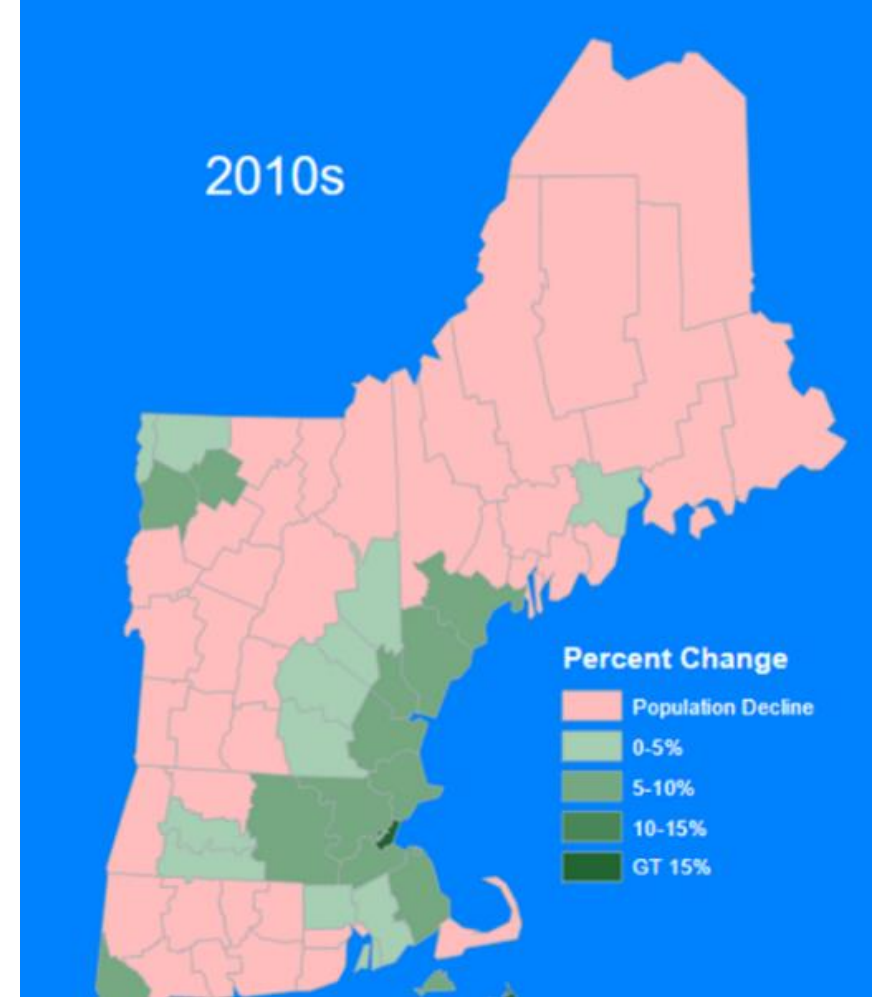 2010s
Percent Change
Population Decline
0-5%
5-10%
10-15%
GT 15%